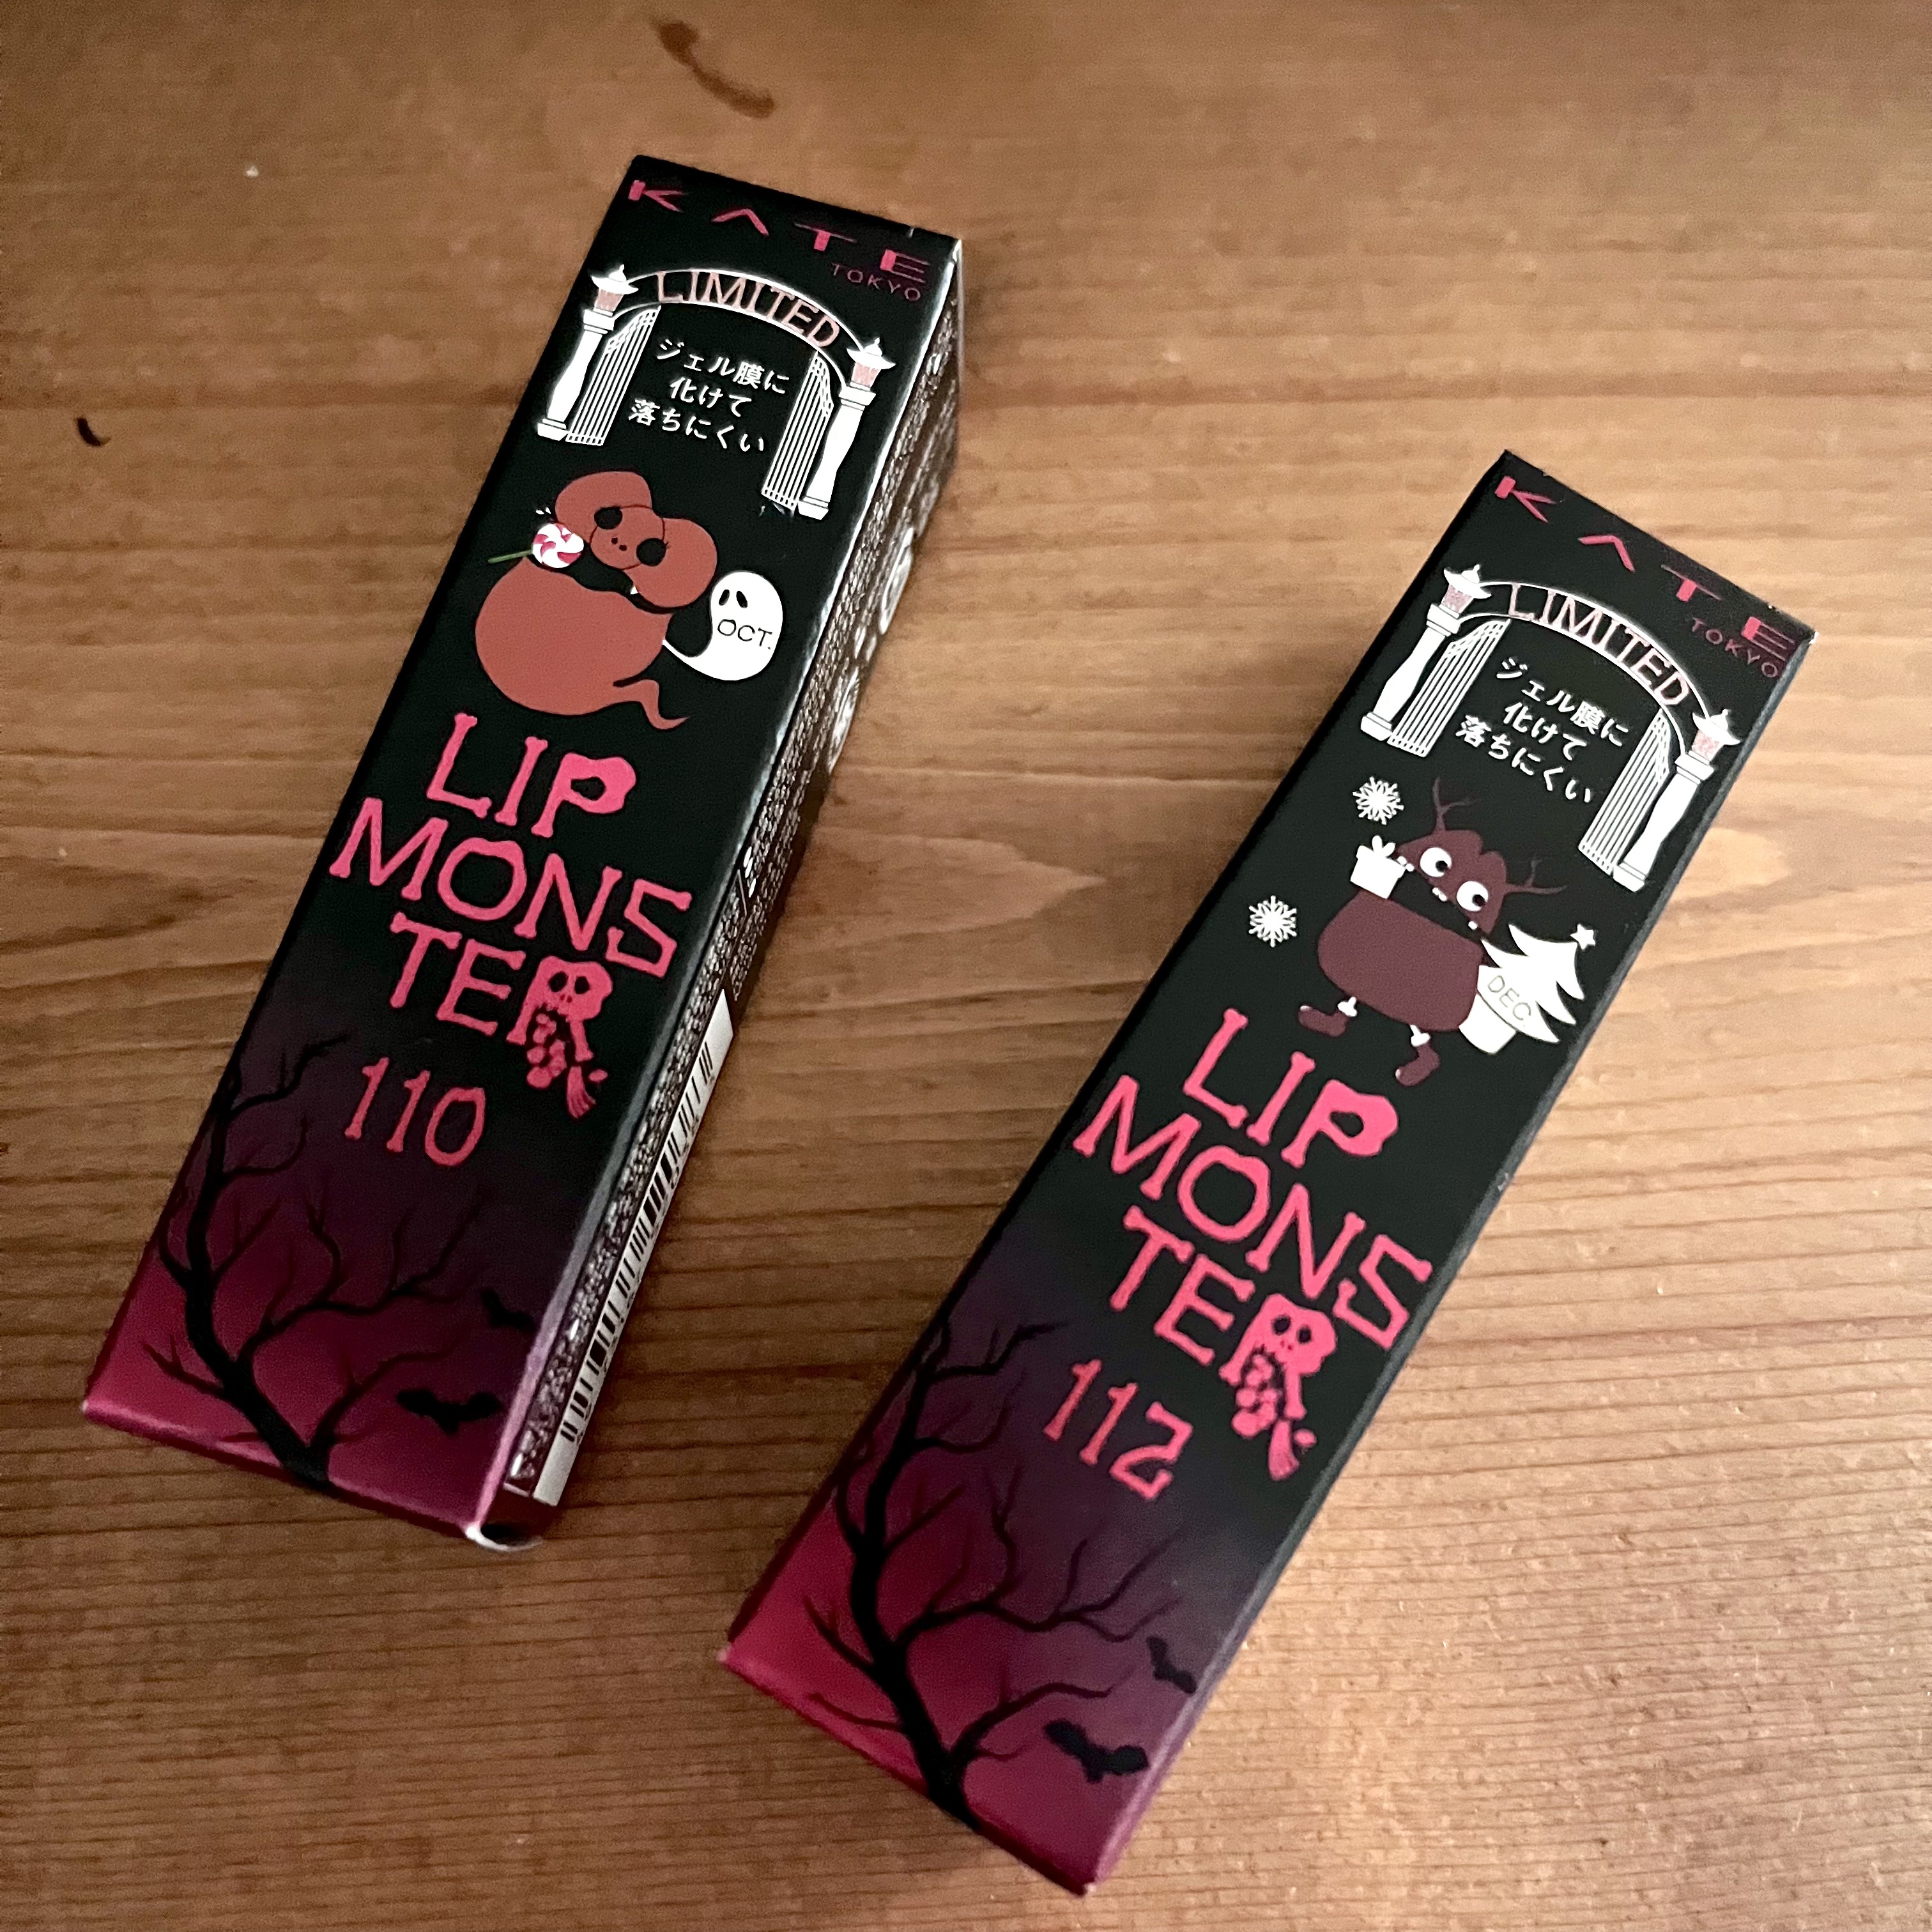 KATE
TOKYO
LIMITED
ジェル膜に
化けて
落ちにくい
OCT.
LIP
MONS
TER
110
KATE
TOKYO
LIMITED
ジェル膜に
化けて
落ちにくい
DEC
LIP
MONS
TER
112